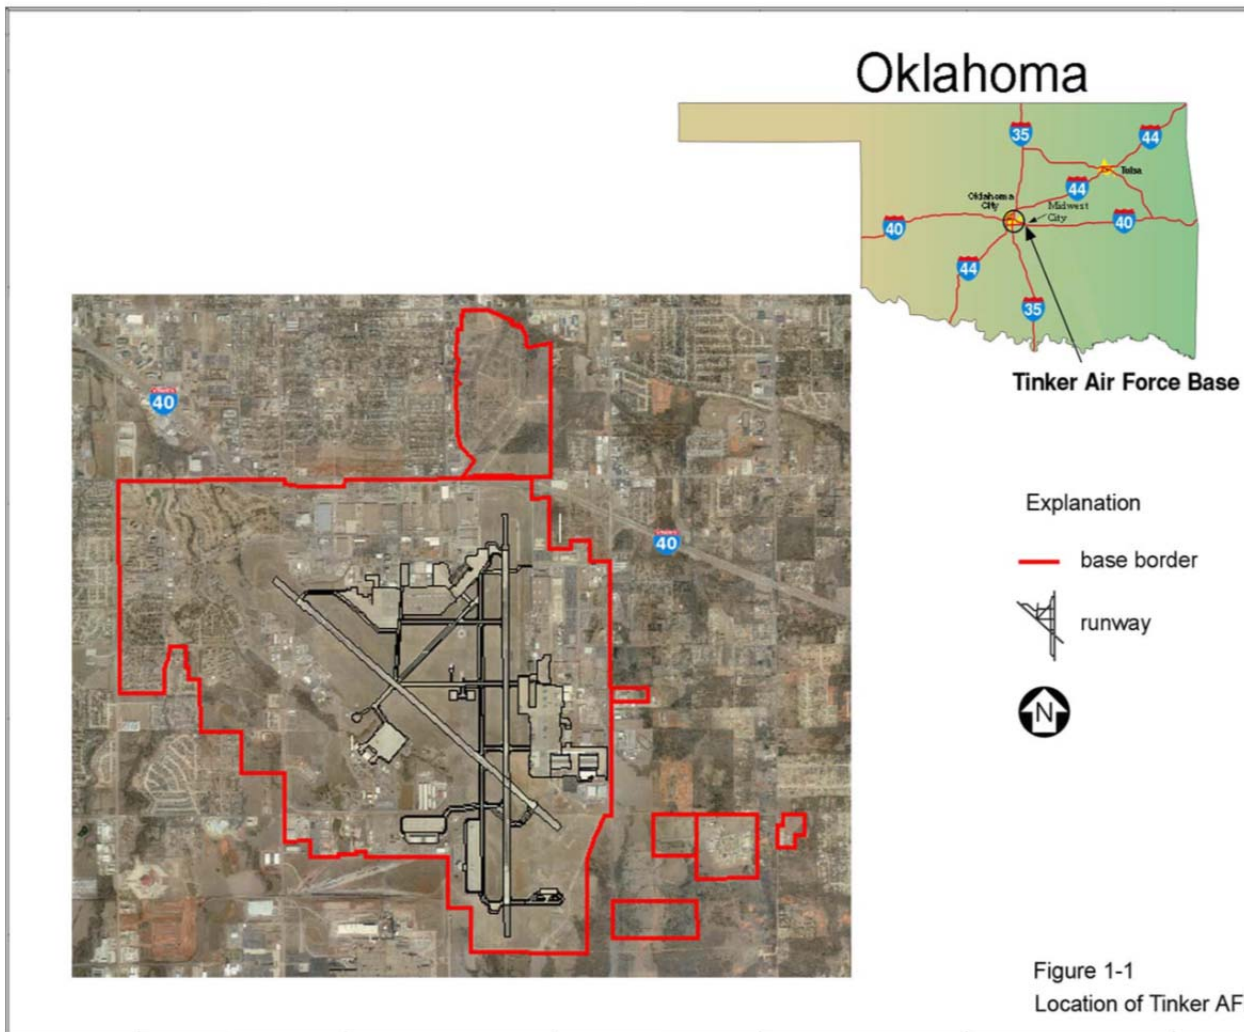 Oklahoma
35
44
Tulsa
44
Oklahoma
City
Midwest
City
40
40
44
35
Tinker Air Force Base
40
40
Explanation
base border
runway
N
Figure 1-1
Location of Tinker AF